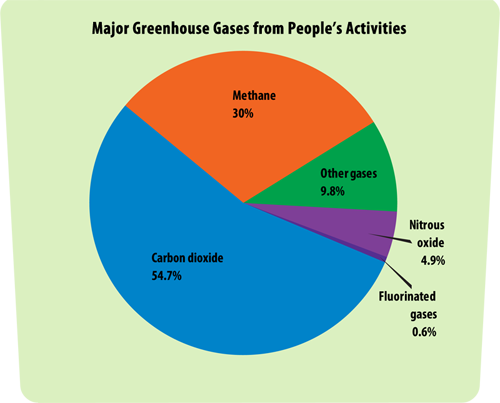 Major Greenhouse Gases from People's Activities
Methane
30%
Other gases
9.8%
Nitrous
oxide
4.9%
Carbon dioxide
54.7%
Fluorinated
gases
0.6%